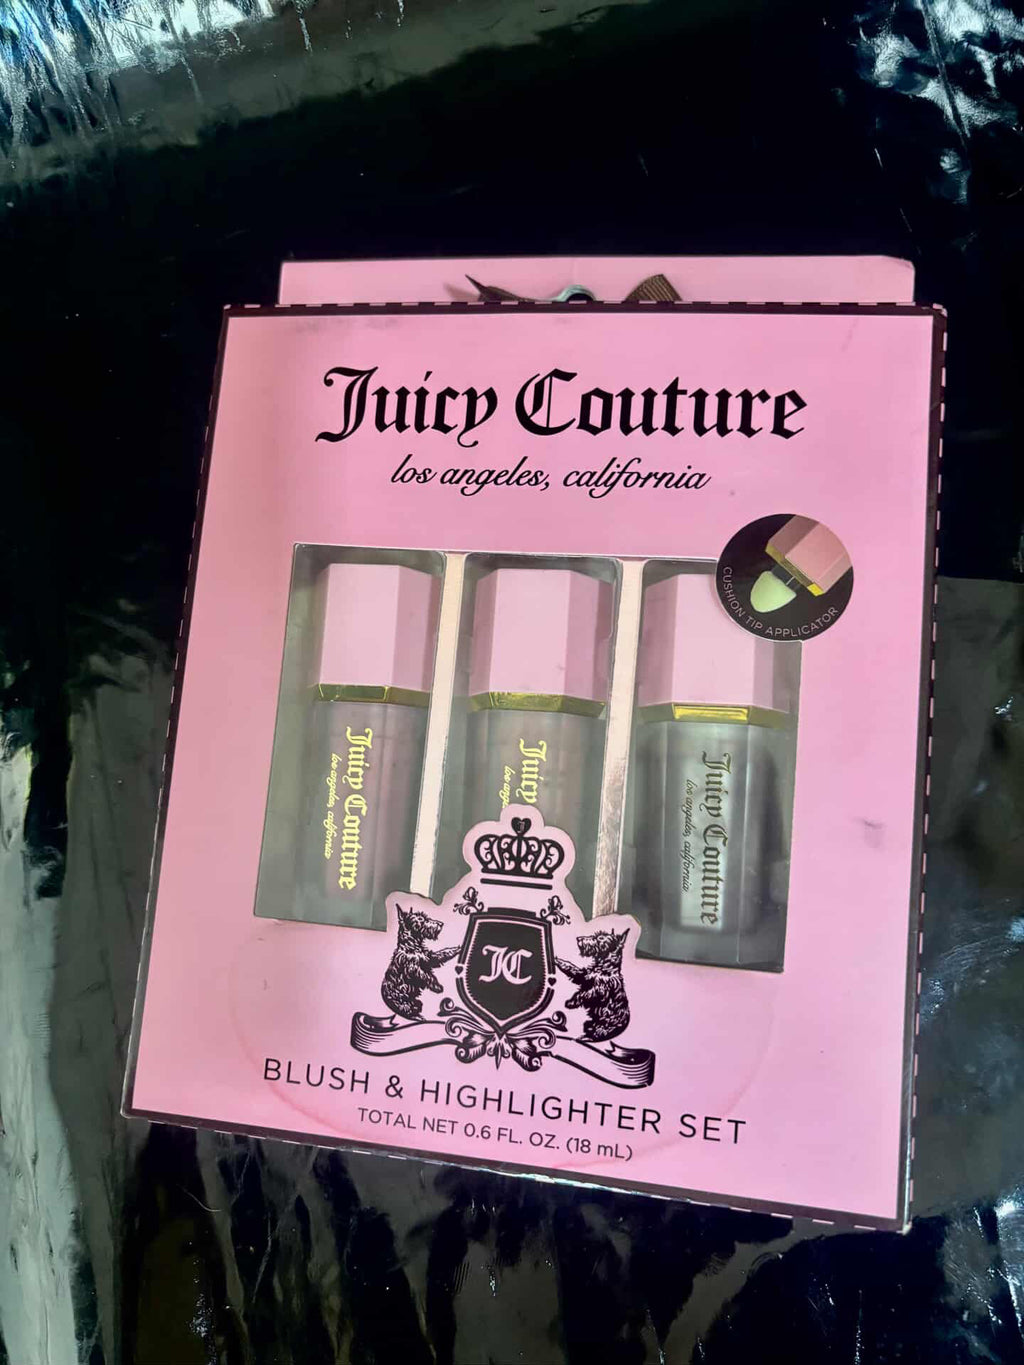 Juicy Couture
los angeles, california
CUSHION TIP APPLICATOR
Juicy Couture
los angeles, california
Juicy
los
Juicy Couture
los angeles, california
JC
BLUSH & HIGHLIGHTER SET
TOTAL NET 0.6 FL. OZ. (18 mL)